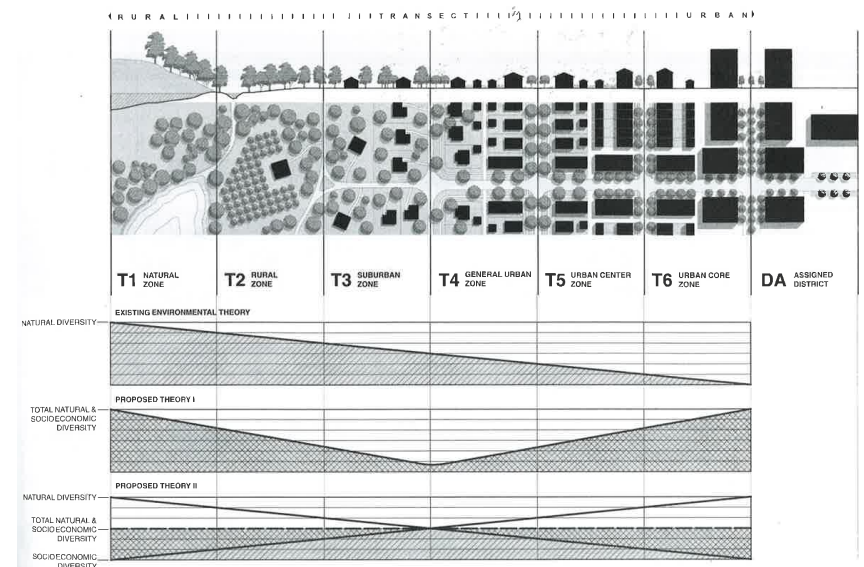 RURAL TRANSECT URBAN
T1 NATURAL
ZONE
T2 RURAL
ZONE
T3 SUBURBAN
ZONE
T4 GENERAL URBAN
ZONE
T5 URBAN CENTER
ZONE
T6 URBAN CORE
ZONE
DA ASSIGNED
DISTRICT
EXISTING ENVIRONMENTAL THEORY
NATURAL DIVERSITY
PROPOSED THEORY I
TOTAL NATURAL &
SOCIOECONOMIC
DIVERSITY
PROPOSED THEORY II
NATURAL DIVERSITY
TOTAL NATURAL &
SOCIOECONOMIC
DIVERSITY
SOCIOECONOMIC
DIVERSITY